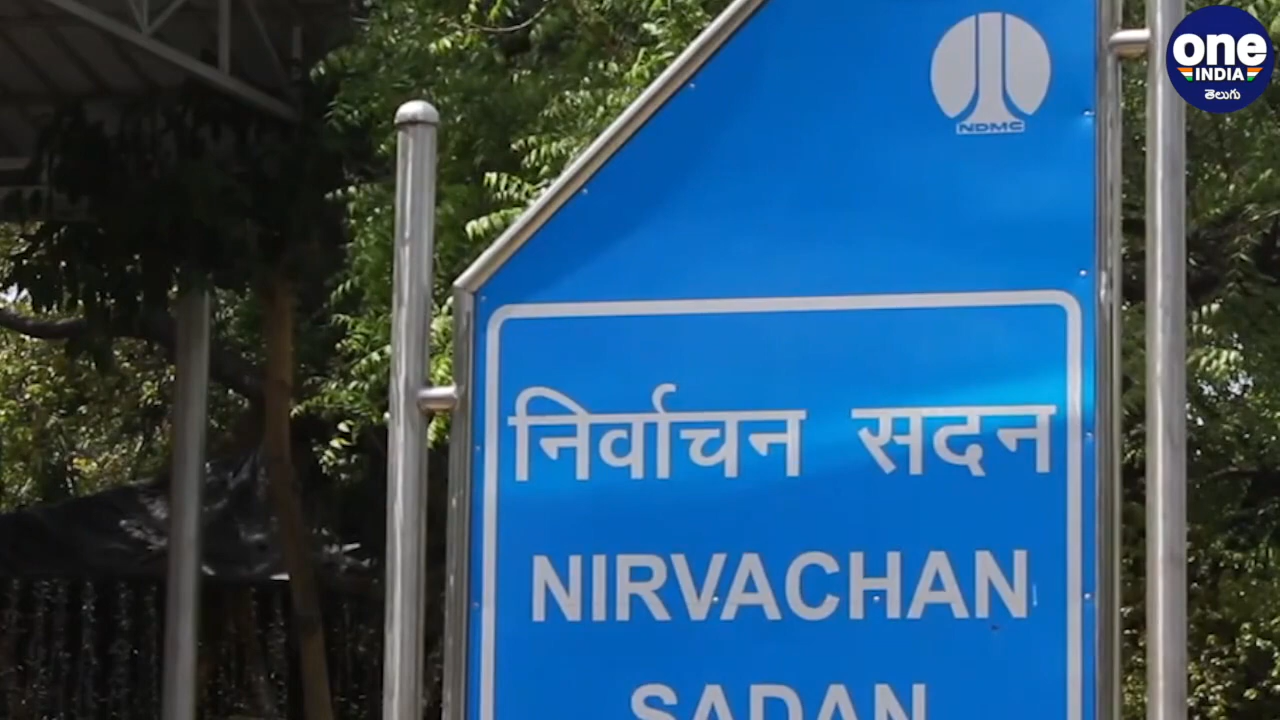 one
INDIA
తెలుగు
NDMC
निर्वाचन सदन
NIRVACHAN
SADAN